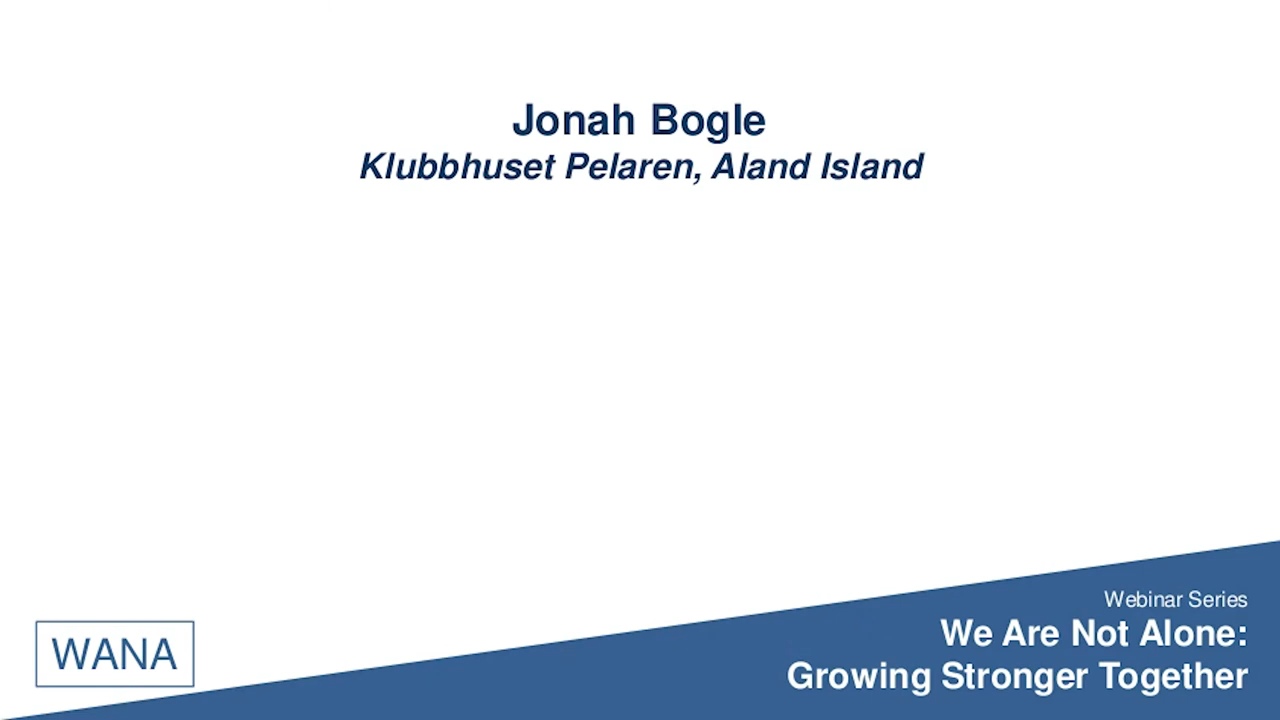 Jonah Bogle
Klubbhuset Pelaren, Aland Island
Webinar Series
We Are Not Alone:
Growing Stronger Together
WANA